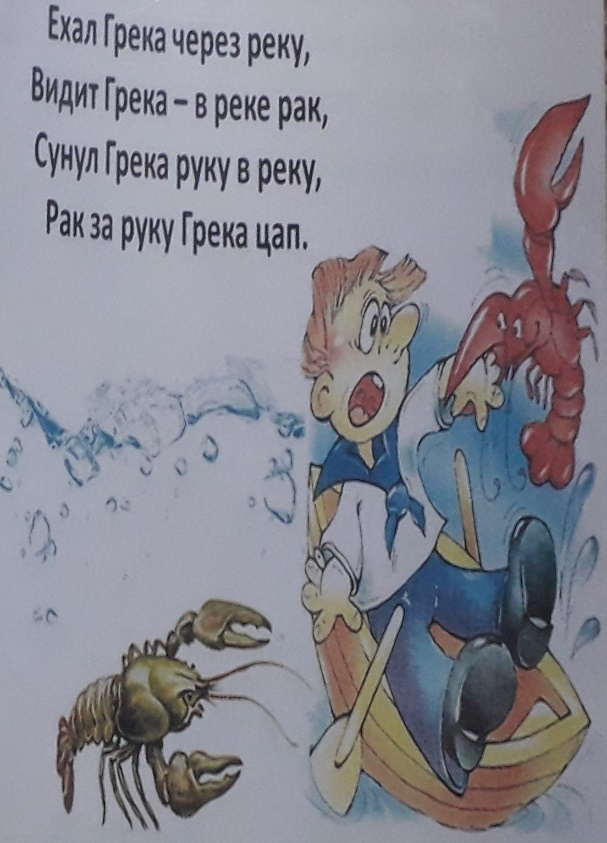 Ехал Грека через реку,
Видит Грека – в реке рак,
Сунул Грека руку в реку,
Рак за руку Грека цап.